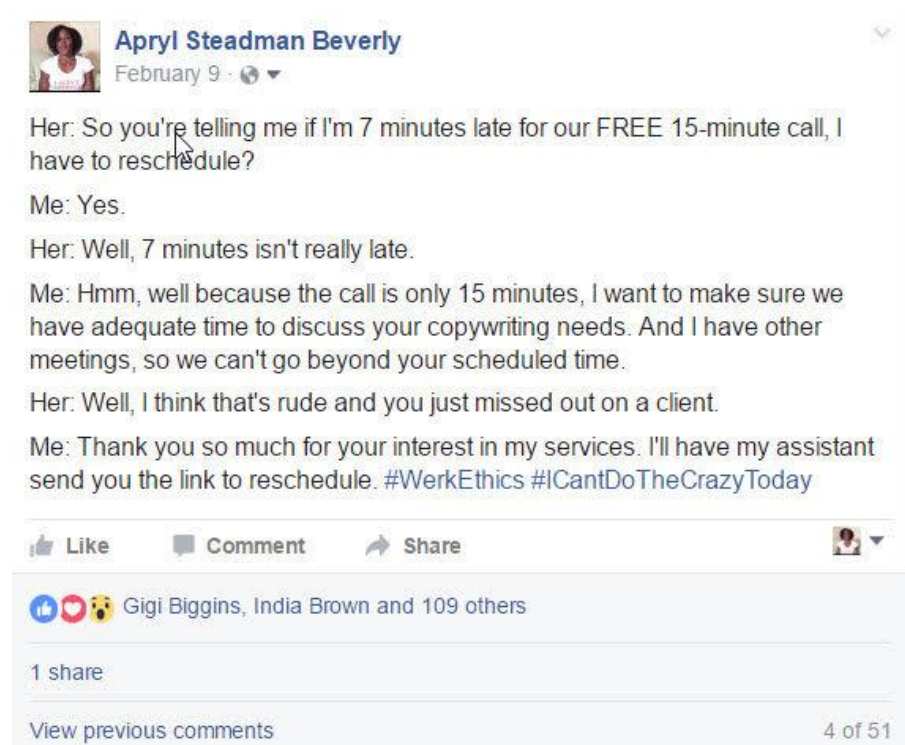 Apryl Steadman Beverly
February 9 ·
Her: So you're telling me if I'm 7 minutes late for our FREE 15-minute call, I
have to reschedule?
Me: Yes.
Her: Well, 7 minutes isn't really late.
Me: Hmm, well because the call is only 15 minutes, I want to make sure we
have adequate time to discuss your copywriting needs. And I have other
meetings, so we can't go beyond your scheduled time.
Her: Well, I think that's rude and you just missed out on a client.
Me: Thank you so much for your interest in my services. I'll have my assistant
send you the link to reschedule. #WerkEthics #ICantDoTheCrazyToday
Like Comment Share
Gigi Biggins, India Brown and 109 others
1 share
View previous comments 4 of 51